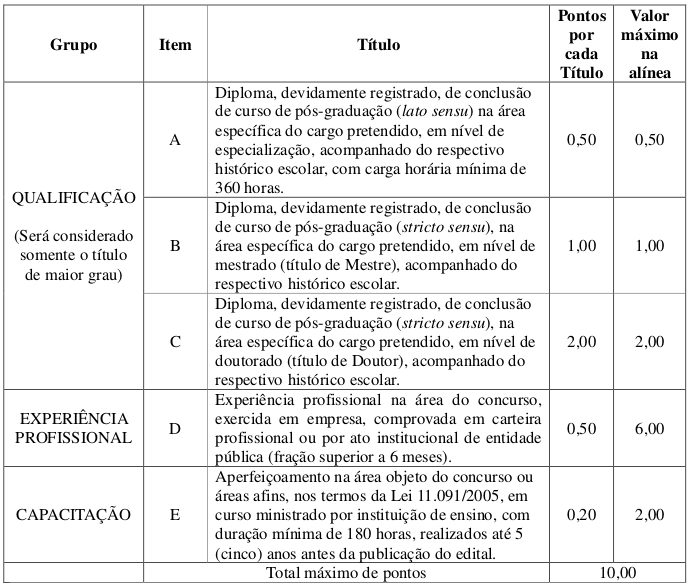 Grupo
Item
Título
Pontos
por
cada
Título
Valor
máximo
na
alínea
QUALIFICAÇÃO
(Será considerado
somente o título
de maior grau)
A
Diploma, devidamente registrado, de conclusão
de curso de pós-graduação (lato sensu) na área
específica do cargo pretendido, em nível de
especialização, acompanhado do respectivo
histórico escolar, com carga horária mínima de
360 horas.
0,50
0,50
B
Diploma, devidamente registrado, de conclusão
de curso de pós-graduação (stricto sensu), na
área específica do cargo pretendido, em nível de
mestrado (título de Mestre), acompanhado do
respectivo histórico escolar.
1,00
1,00
C
Diploma, devidamente registrado, de conclusão
de curso de pós-graduação (stricto sensu), na
área específica do cargo pretendido, em nível de
doutorado (título de Doutor), acompanhado do
respectivo histórico escolar.
2,00
2,00
EXPERIÊNCIA
PROFISSIONAL
D
Experiência profissional na área do concurso,
exercida em empresa, comprovada em carteira
profissional ou por ato institucional de entidade
pública (fração superior a 6 meses).
0,50
6,00
CAPACITAÇÃO
E
Aperfeiçoamento na área objeto do concurso ou
áreas afins, nos termos da Lei 11.091/2005, em
curso ministrado por instituição de ensino, com
duração mínima de 180 horas, realizados até 5
(cinco) anos antes da publicação do edital.
0,20
2,00
Total máximo de pontos
10,00